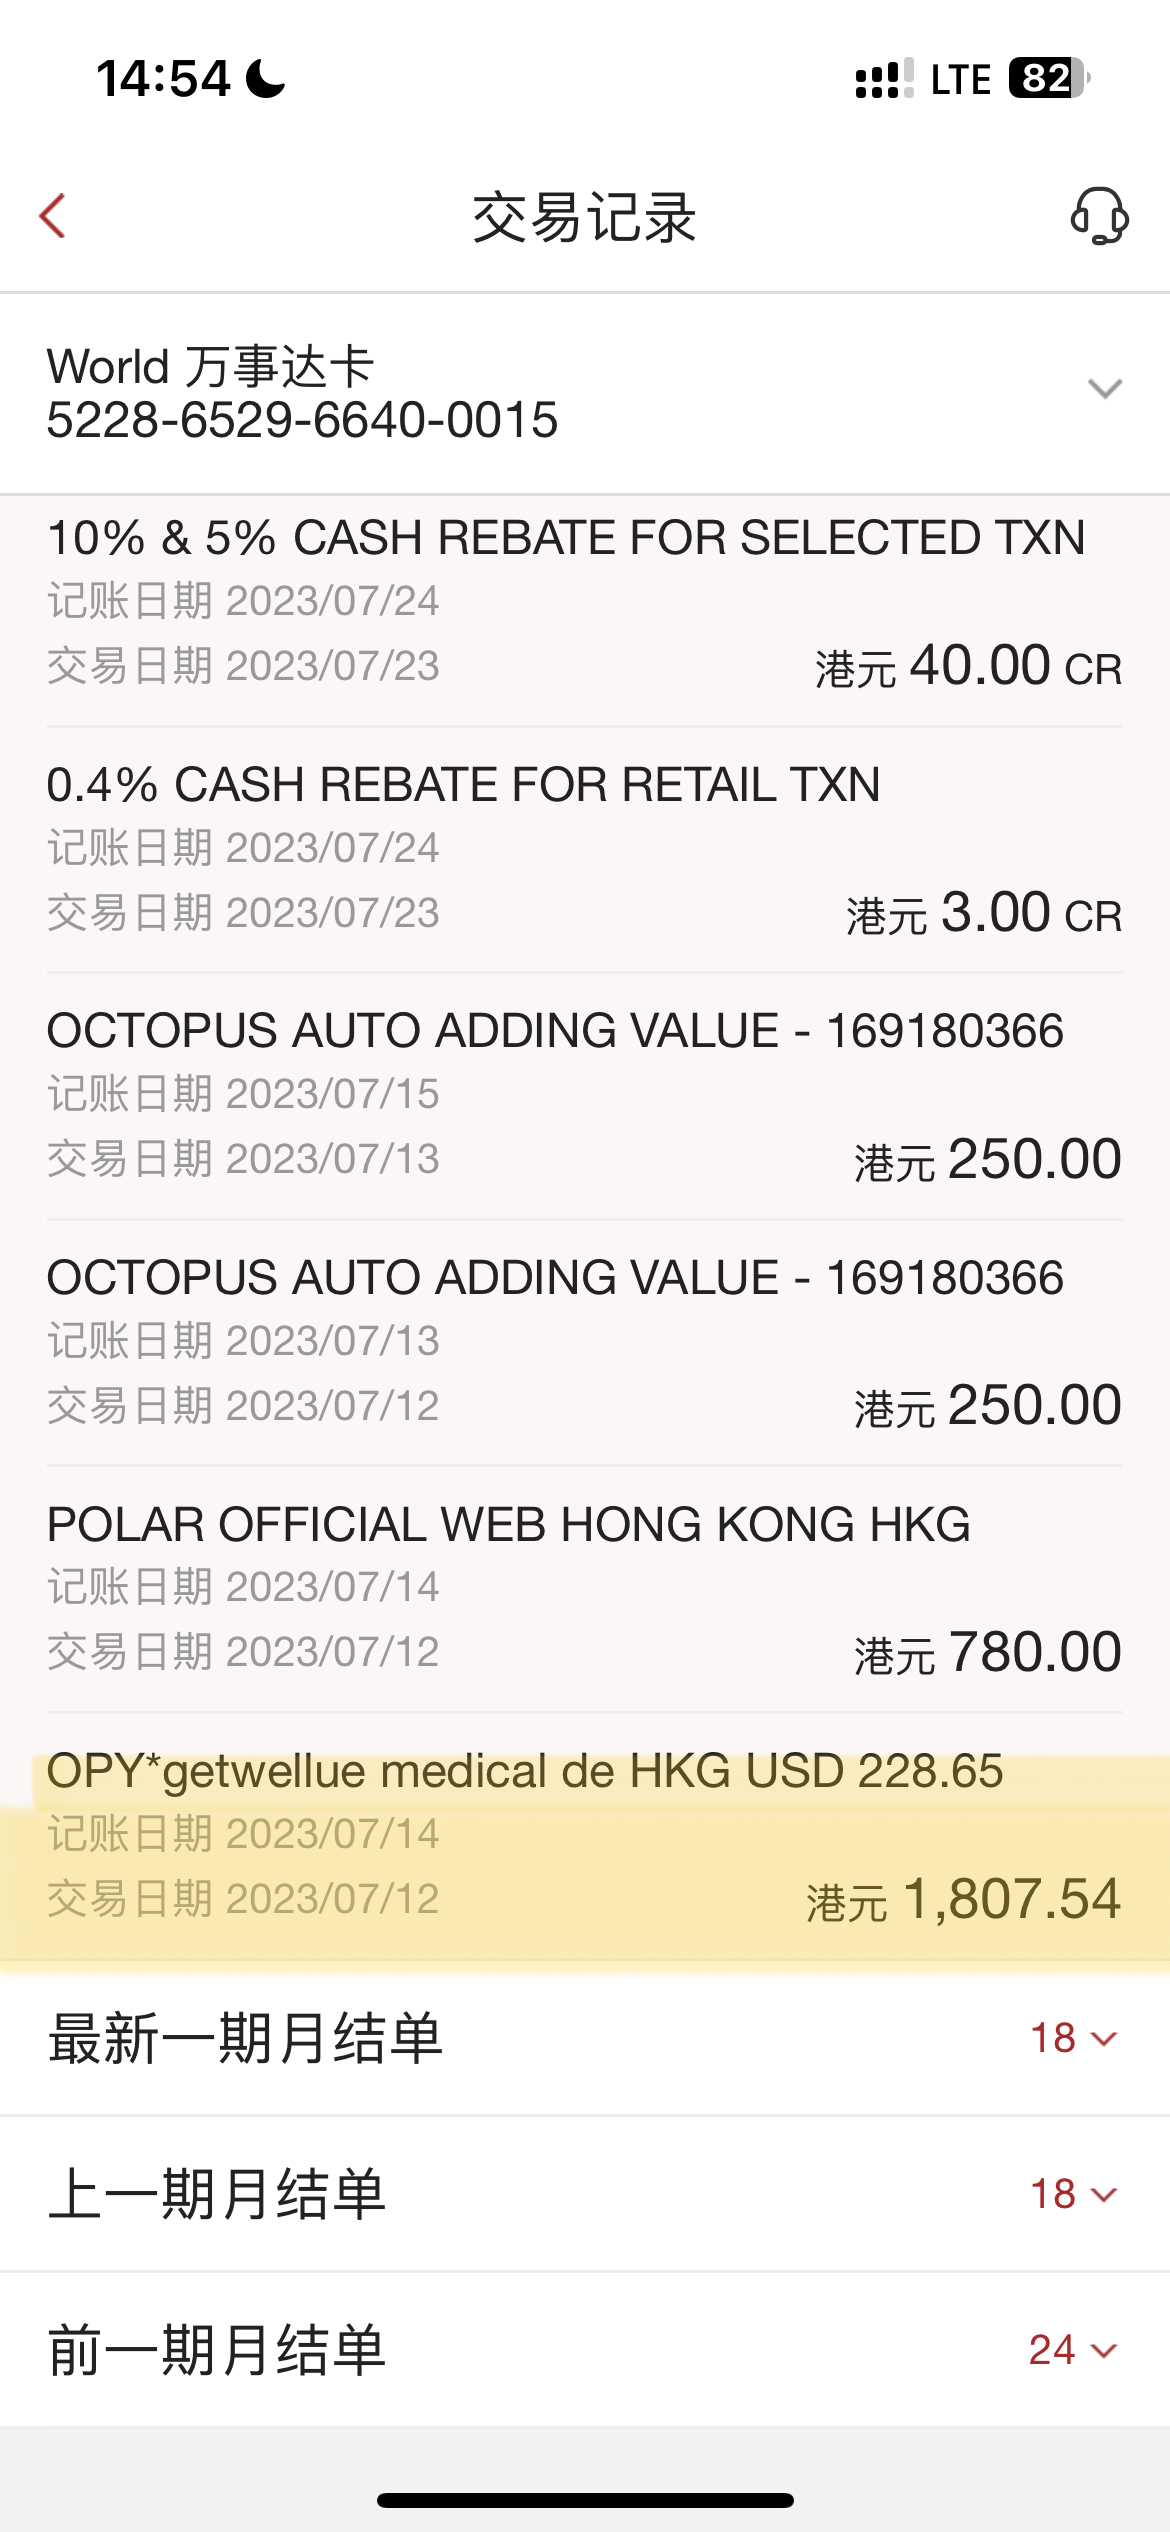 14:54
LTE 82
交易记录
World 万事达卡
5228-6529-6640-0015
10% & 5% CASH REBATE FOR SELECTED TXN
记账日期 2023/07/24
交易日期 2023/07/23 港元 40.00 CR
0.4% CASH REBATE FOR RETAIL TXN
记账日期 2023/07/24
交易日期 2023/07/23 港元 3.00 CR
OCTOPUS AUTO ADDING VALUE - 169180366
记账日期 2023/07/15
交易日期 2023/07/13 港元 250.00
OCTOPUS AUTO ADDING VALUE - 169180366
记账日期 2023/07/13
交易日期 2023/07/12 港元 250.00
POLAR OFFICIAL WEB HONG KONG HKG
记账日期 2023/07/14
交易日期 2023/07/12 港元 780.00
OPY*getwellue medical de HKG USD 228.65
记账日期 2023/07/14
交易日期 2023/07/12 港元 1,807.54
最新一期月结单 18
上一期月结单 18
前一期月结单 24